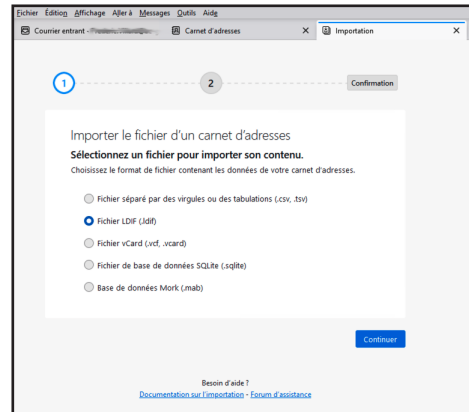 Fichier Édition Affichage Aller à Messages Outils Aide
Courrier entrant - Carnet d'adresses Importation
1 2 Confirmation
Importer le fichier d'un carnet d'adresses
Sélectionnez un fichier pour importer son contenu.
Choisissez le format de fichier contenant les données de votre carnet d'adresses.
Fichier séparé par des virgules ou des tabulations (.csv, .tsv)
Fichier LDIF (.ldif)
Fichier vCard (.vcf, .vcard)
Fichier de base de données SQLite (.sqlite)
Base de données Mork (.mab)
Continuer
Besoin d'aide ?
Documentation sur l'importation - Forum d'assistance